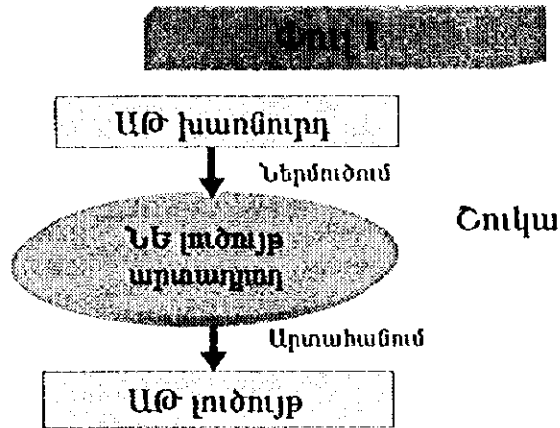 Փուլ I
ԱԹ խառնուրդ
Ներմուծում
ՆԵ լուծույթ
արտադրող
Շուկա
Արտահանում
ԱԹ լուծույթ